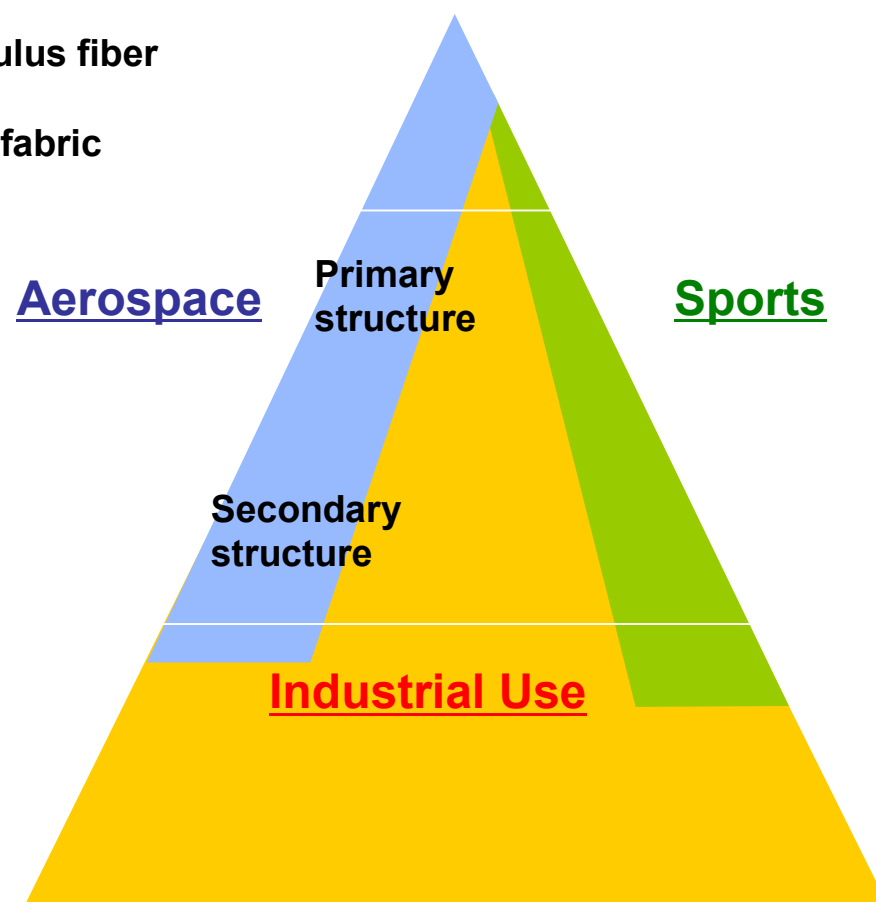 ulus fiber
fabric
Primary
structure
Aerospace
Sports
Secondary
structure
Industrial Use